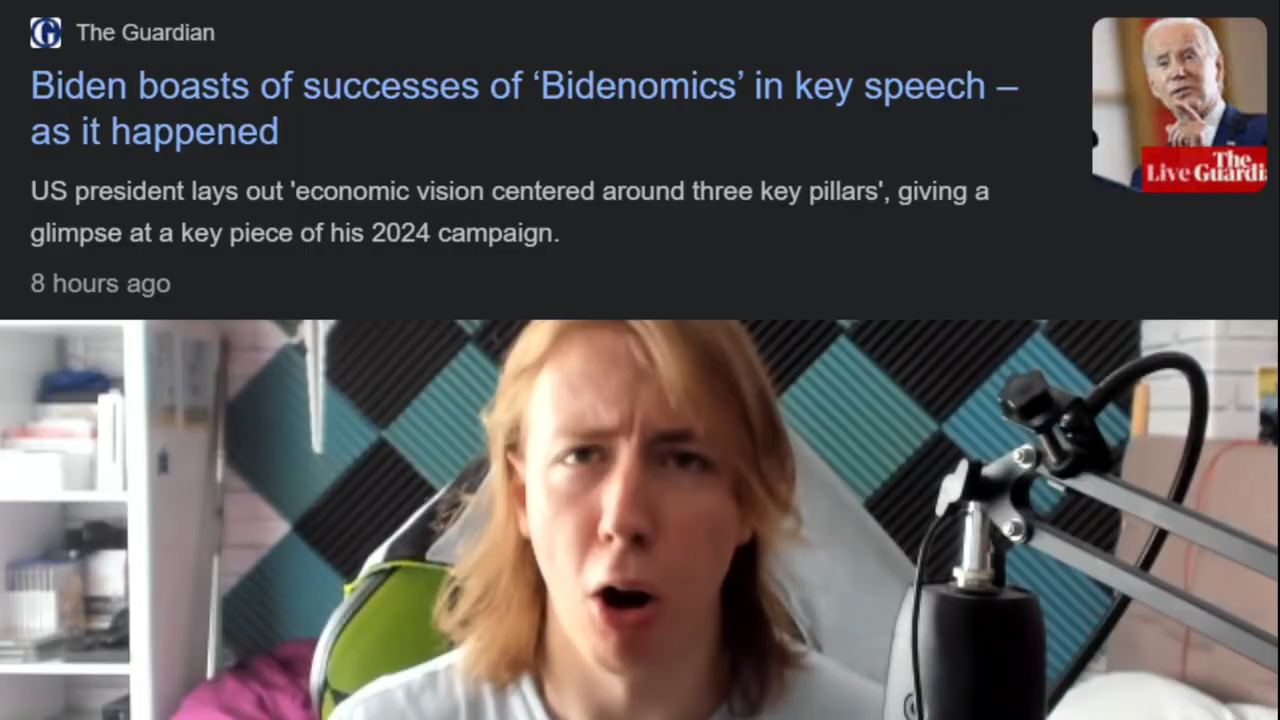 The Guardian
Biden boasts of successes of ‘Bidenomics’ in key speech –
as it happened
US president lays out 'economic vision centered around three key pillars', giving a
glimpse at a key piece of his 2024 campaign.
8 hours ago
The
Live Guardi